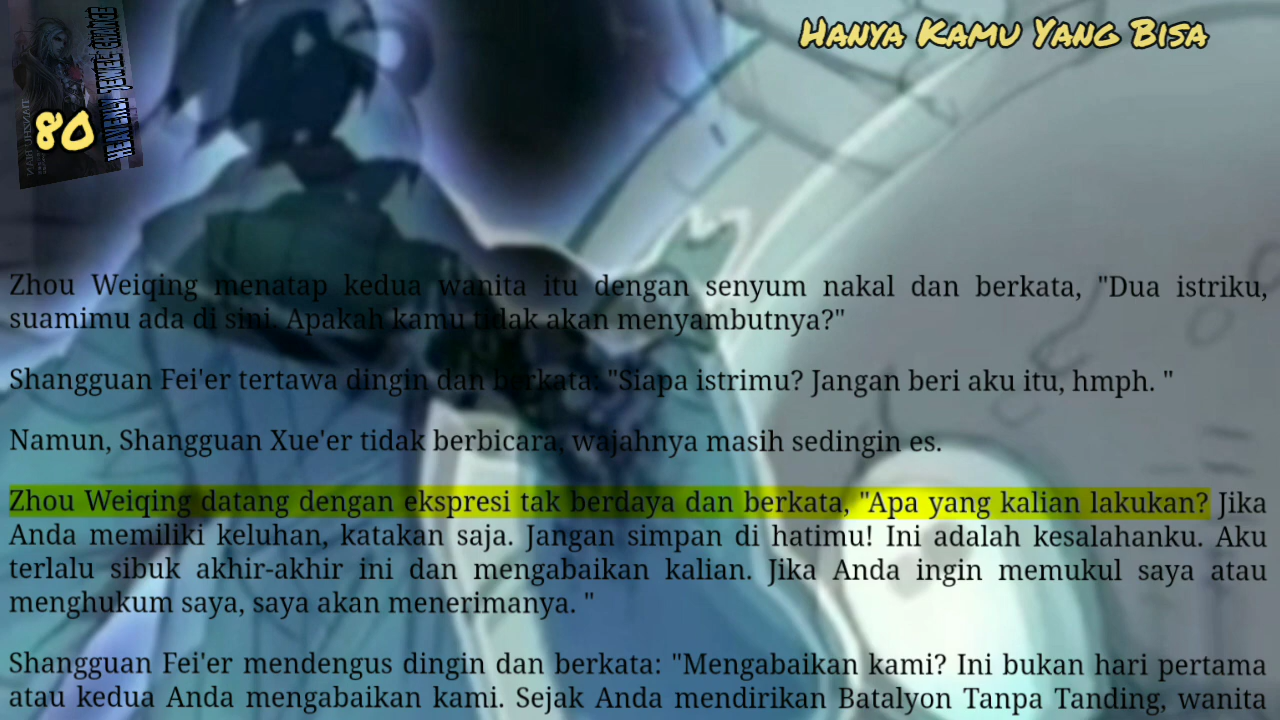 Hanya Kamu Yang Bisa
80
HEAVENLY JEWEL CHANGE
Zhou Weiqing menatap kedua wanita itu dengan senyum nakal dan berkata, "Dua istriku,
suamimu ada di sini. Apakah kamu tidak akan menyambutnya?"
Shangguan Fei'er tertawa dingin dan berkata: "Siapa istrimu? Jangan beri aku itu, hmph. "
Namun, Shangguan Xue'er tidak berbicara, wajahnya masih sedingin es.
Zhou Weiqing datang dengan ekspresi tak berdaya dan berkata, "Apa yang kalian lakukan? Jika
Anda memiliki keluhan, katakan saja. Jangan simpan di hatimu! Ini adalah kesalahanku. Aku
terlalu sibuk akhir-akhir ini dan mengabaikan kalian. Jika Anda ingin memukul saya atau
menghukum saya, saya akan menerimanya. "
Shangguan Fei'er mendengus dingin dan berkata: "Mengabaikan kami? Ini bukan hari pertama
atau kedua Anda mengabaikan kami. Sejak Anda mendirikan Batalyon Tanpa Tanding, wanita